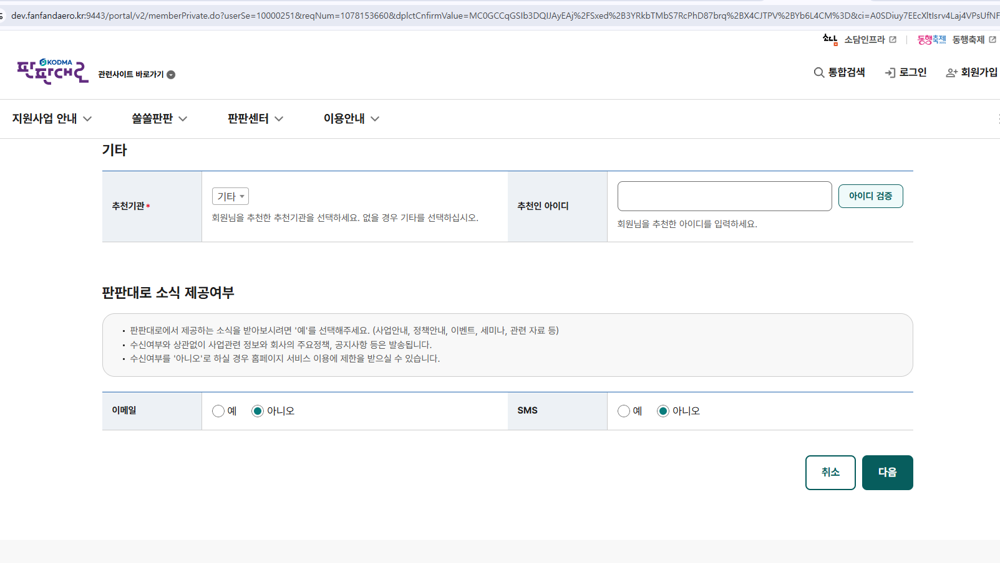 dev.fanfandaero.kr:9443/portal/v2/memberPrivate.do?userSe=10000251&reqNum=1078153660&dplctCnfirmValue=MC0GCCqGSIb3DQIJAyEAj%2FSxed%2B3YRkbTMbS7RcPhD87brq%2BX4CJTPV%2BYb6L4CM%3D&ci=A0SDiuy7EEcXltIsrv4Laj4VPsUfNF
소담 소담인프라 동행축제 동행축제
KODMA
판판대로 관련사이트 바로가기 통합검색 로그인 회원가입
지원사업 안내 쏠쏠판판 판판센터 이용안내
기타
추천기관* 기타 추천인 아이디 아이디 검증
회원님을 추천한 추천기관을 선택하세요. 없을 경우 기타를 선택하십시오. 회원님을 추천한 아이디를 입력하세요.
판판대로 소식 제공여부
• 판판대로에서 제공하는 소식을 받아보시려면 '예'를 선택해주세요. (사업안내, 정책안내, 이벤트, 세미나, 관련 자료 등)
• 수신여부와 상관없이 사업관련 정보와 회사의 주요정책, 공지사항 등은 발송됩니다.
• 수신여부를 '아니오'로 하실 경우 홈페이지 서비스 이용에 제한을 받으실 수 있습니다.
이메일 예 아니오 SMS 예 아니오
취소 다음